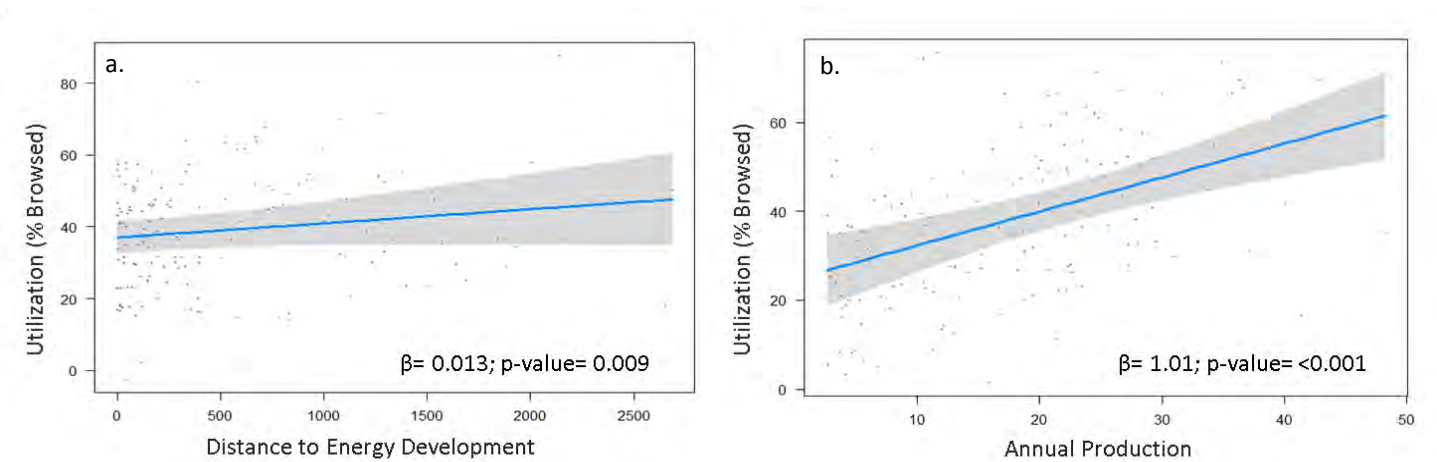 a.
Utilization (% Browsed)
80
60
40
20
0
β= 0.013; p-value= 0.009
0 500 1000 1500 2000 2500
Distance to Energy Development
b.
Utilization (% Browsed)
60
40
20
0
β= 1.01; p-value= <0.001
10 20 30 40 50
Annual Production